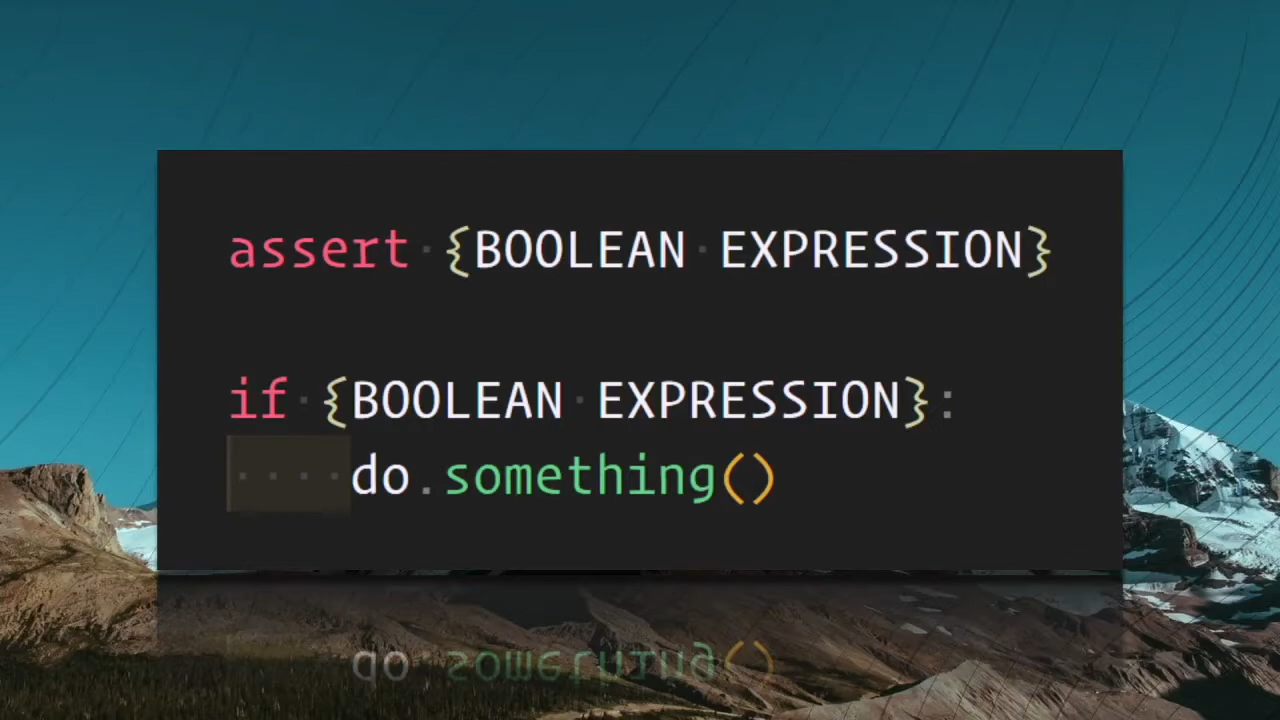 assert {BOOLEAN EXPRESSION}
if {BOOLEAN EXPRESSION}:
    do.something()